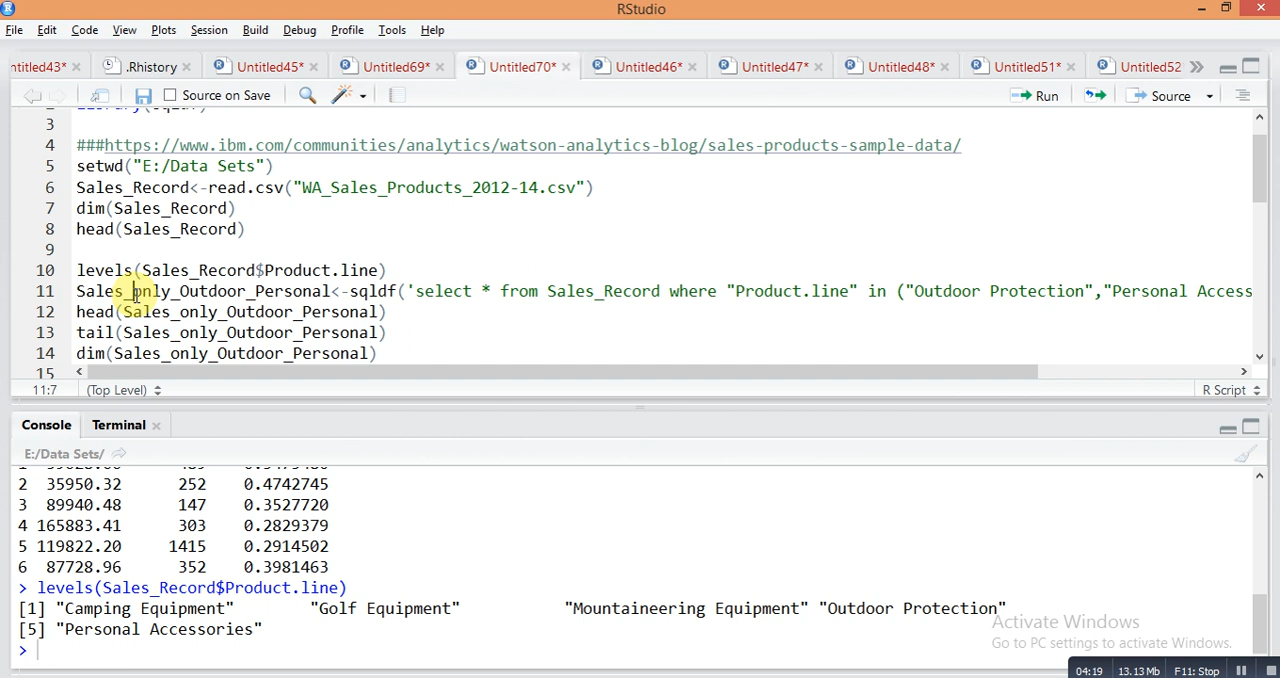 RStudio
File Edit Code View Plots Session Build Debug Profile Tools Help
ntitled43* .Rhistory Untitled45* Untitled69* Untitled70* Untitled46* Untitled47* Untitled48* Untitled51* Untitled52
Source on Save Run Source
3
4 ###https://www.ibm.com/communities/analytics/watson-analytics-blog/sales-products-sample-data/
5 setwd("E:/Data Sets")
6 Sales_Record<-read.csv("WA_Sales_Products_2012-14.csv")
7 dim(Sales_Record)
8 head(Sales_Record)
9
10 levels(Sales_Record$Product.line)
11 Sales_only_Outdoor_Personal<-sqldf('select * from Sales_Record where "Product.line" in ("Outdoor Protection","Personal Access
12 head(Sales_only_Outdoor_Personal)
13 tail(Sales_only_Outdoor_Personal)
14 dim(Sales_only_Outdoor_Personal)
15
11:7 (Top Level) R Script
Console Terminal
E:/Data Sets/
2 35950.32 252 0.4742745
3 89940.48 147 0.3527720
4 165883.41 303 0.2829379
5 119822.20 1415 0.2914502
6 87728.96 352 0.3981463
> levels(Sales_Record$Product.line)
[1] "Camping Equipment" "Golf Equipment" "Mountaineering Equipment" "Outdoor Protection"
[5] "Personal Accessories"
>
Activate Windows
Go to PC settings to activate Windows.
04:19 13.13Mb F11: Stop